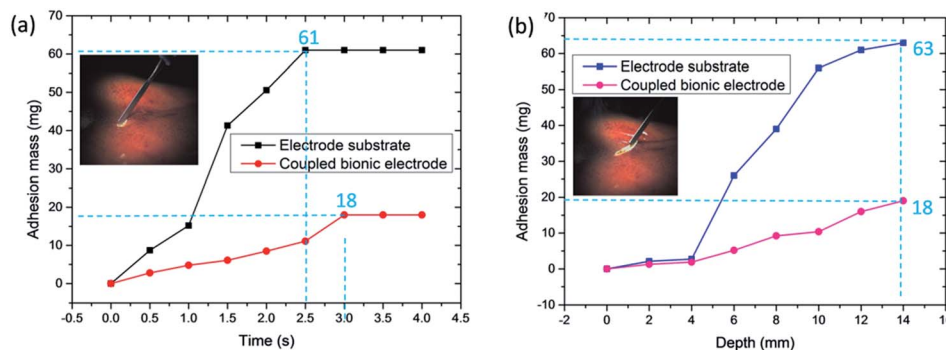 (a)
70
60
50
40
30
20
10
0
Adhesion mass (mg)
61
Electrode substrate
Coupled bionic electrode
18
-0.5 0.0 0.5 1.0 1.5 2.0 2.5 3.0 3.5 4.0 4.5
Time (s)
(b)
70
60
50
40
30
20
10
0
-10
Adhesion mass (mg)
63
Electrode substrate
Coupled bionic electrode
18
-2 0 2 4 6 8 10 12 14 16
Depth (mm)